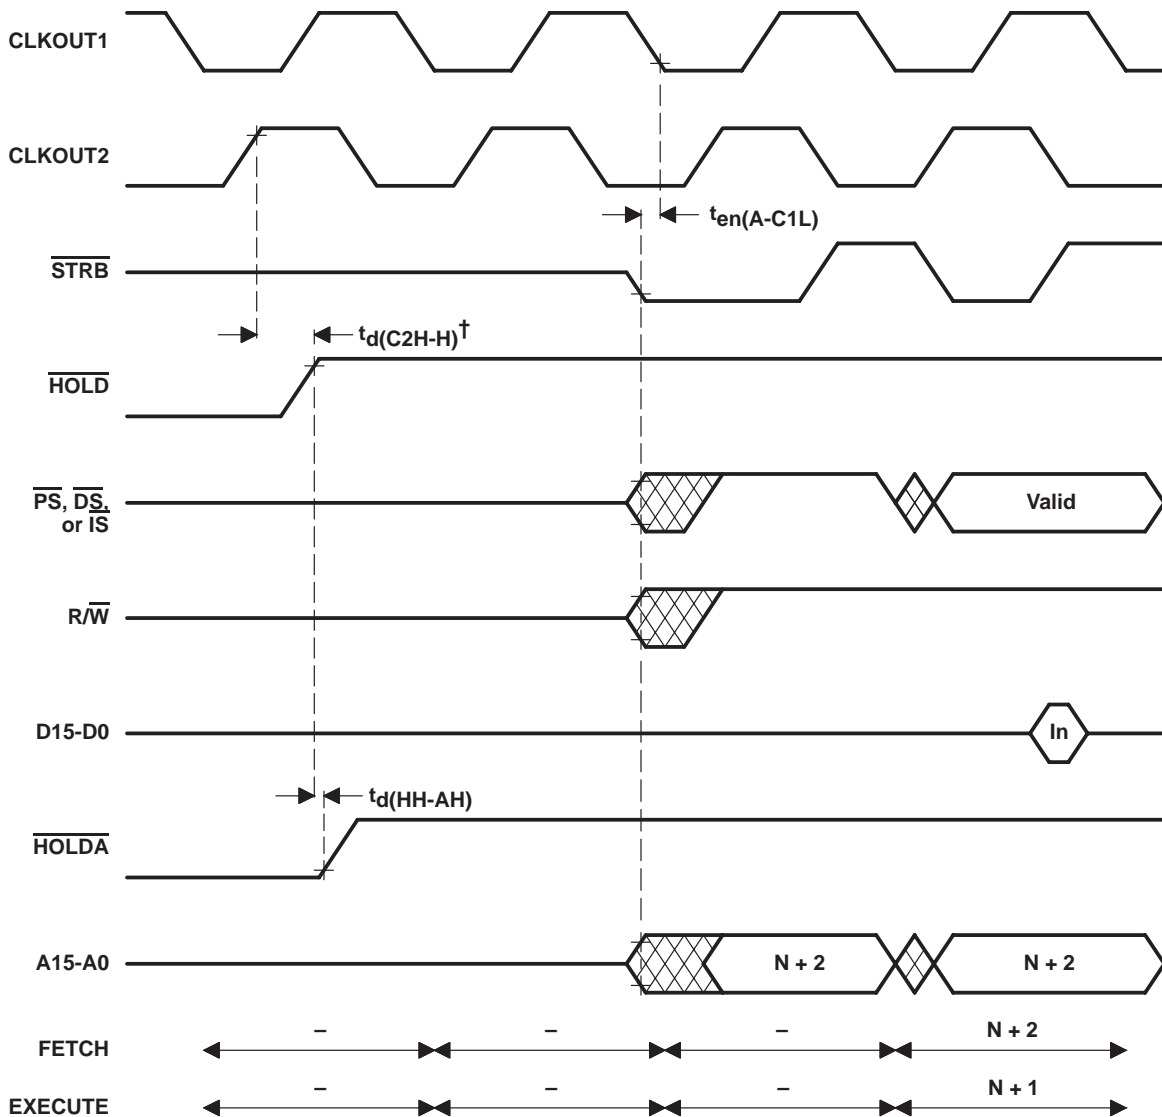 CLKOUT1
CLKOUT2
ten(A-C1L)
STRB
td(C2H-H)†
HOLD
PS, DS,
or IS
Valid
R/W
D15-D0
In
td(HH-AH)
HOLDA
A15-A0
N + 2
N + 2
– – – N + 2
FETCH
– – – N + 1
EXECUTE